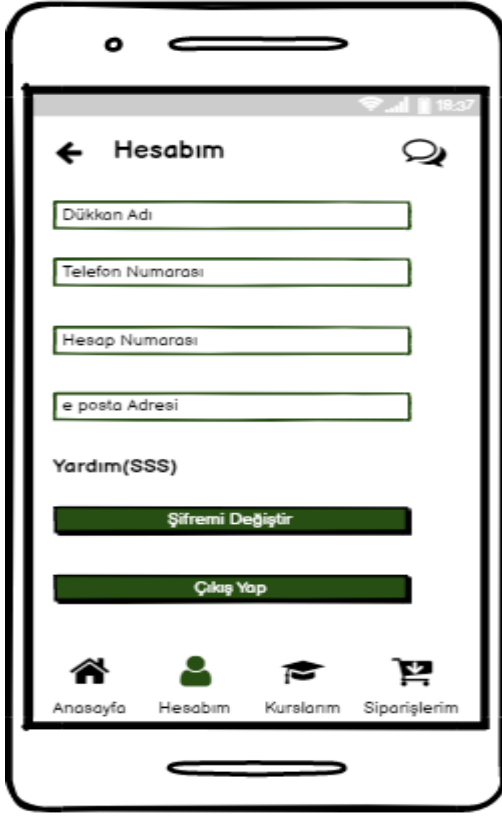 18:37
Hesabım
Dükkan Adı
Telefon Numarası
Hesap Numarası
e posta Adresi
Yardım(SSS)
Şifremi Değiştir
Çıkış Yap
Anasayfa Hesabım Kurslarım Siparişlerim